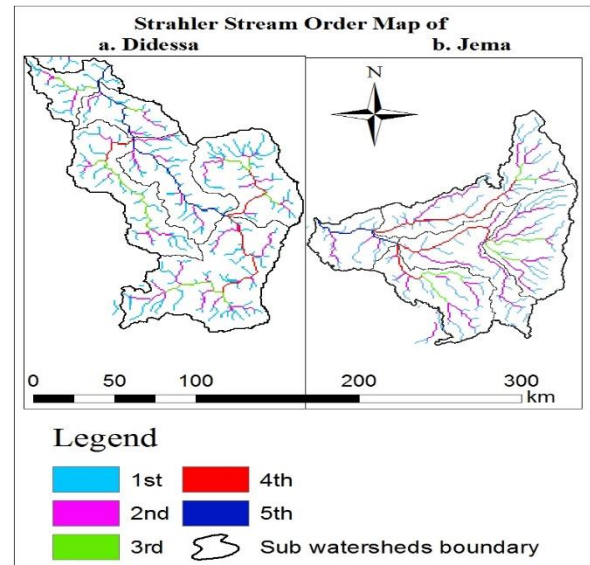 Strahler Stream Order Map of
a. Didessa b. Jema
N
0 50 100 200 300
km
Legend
1st 4th
2nd 5th
3rd Sub watersheds boundary